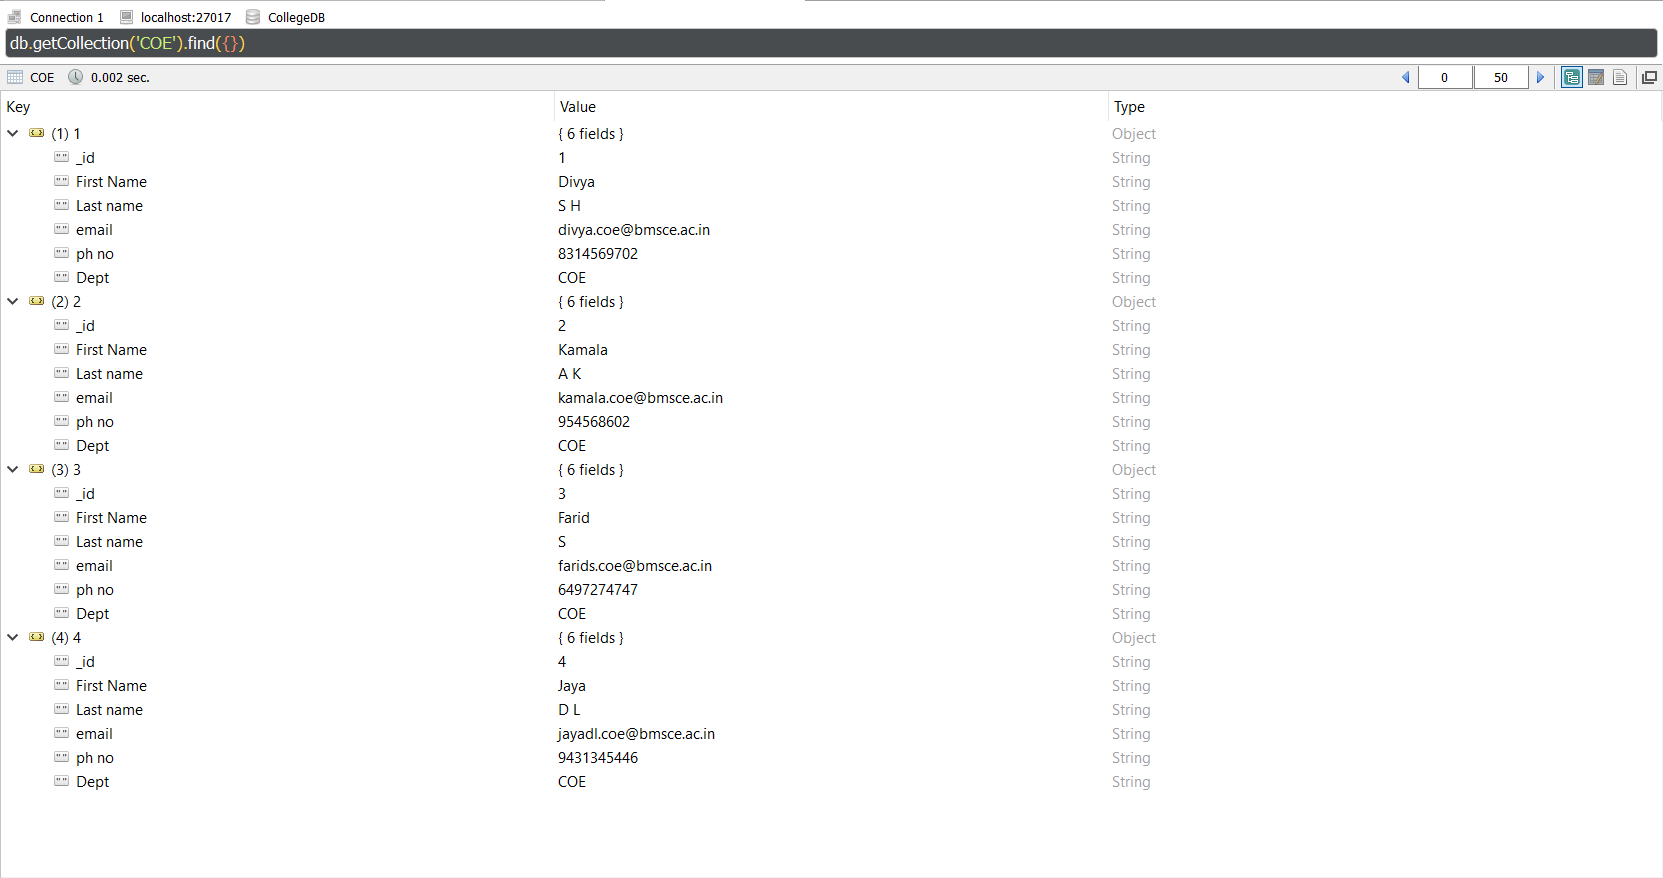 Connection 1 localhost:27017 CollegeDB
db.getCollection('COE').find({})
COE 0.002 sec. 0 50
Key Value Type
(1) 1 { 6 fields } Object
"" _id 1 String
"" First Name Divya String
"" Last name S H String
"" email divya.coe@bmsce.ac.in String
"" ph no 8314569702 String
"" Dept COE String
(2) 2 { 6 fields } Object
"" _id 2 String
"" First Name Kamala String
"" Last name A K String
"" email kamala.coe@bmsce.ac.in String
"" ph no 954568602 String
"" Dept COE String
(3) 3 { 6 fields } Object
"" _id 3 String
"" First Name Farid String
"" Last name S String
"" email farids.coe@bmsce.ac.in String
"" ph no 6497274747 String
"" Dept COE String
(4) 4 { 6 fields } Object
"" _id 4 String
"" First Name Jaya String
"" Last name D L String
"" email jayadl.coe@bmsce.ac.in String
"" ph no 9431345446 String
"" Dept COE String